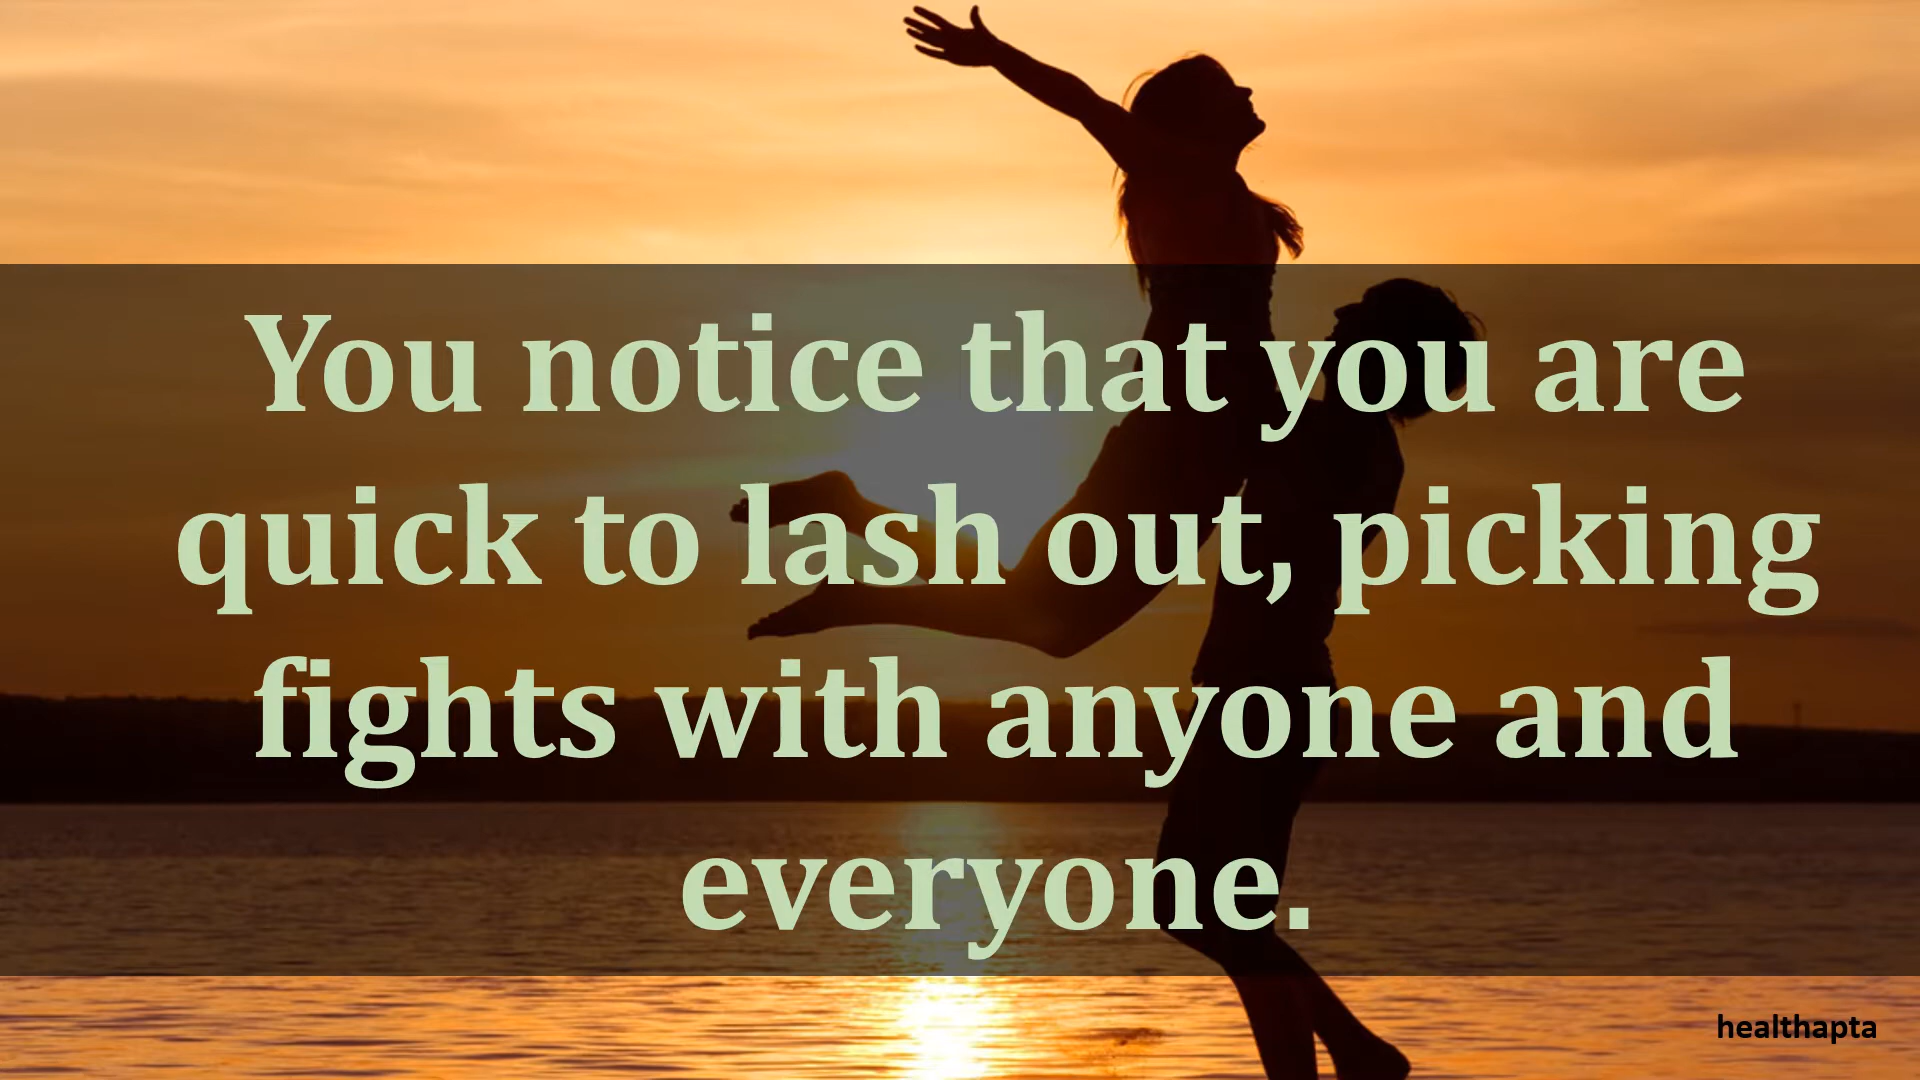 You notice that you are
quick to lash out, picking
fights with anyone and
everyone.
healthapta